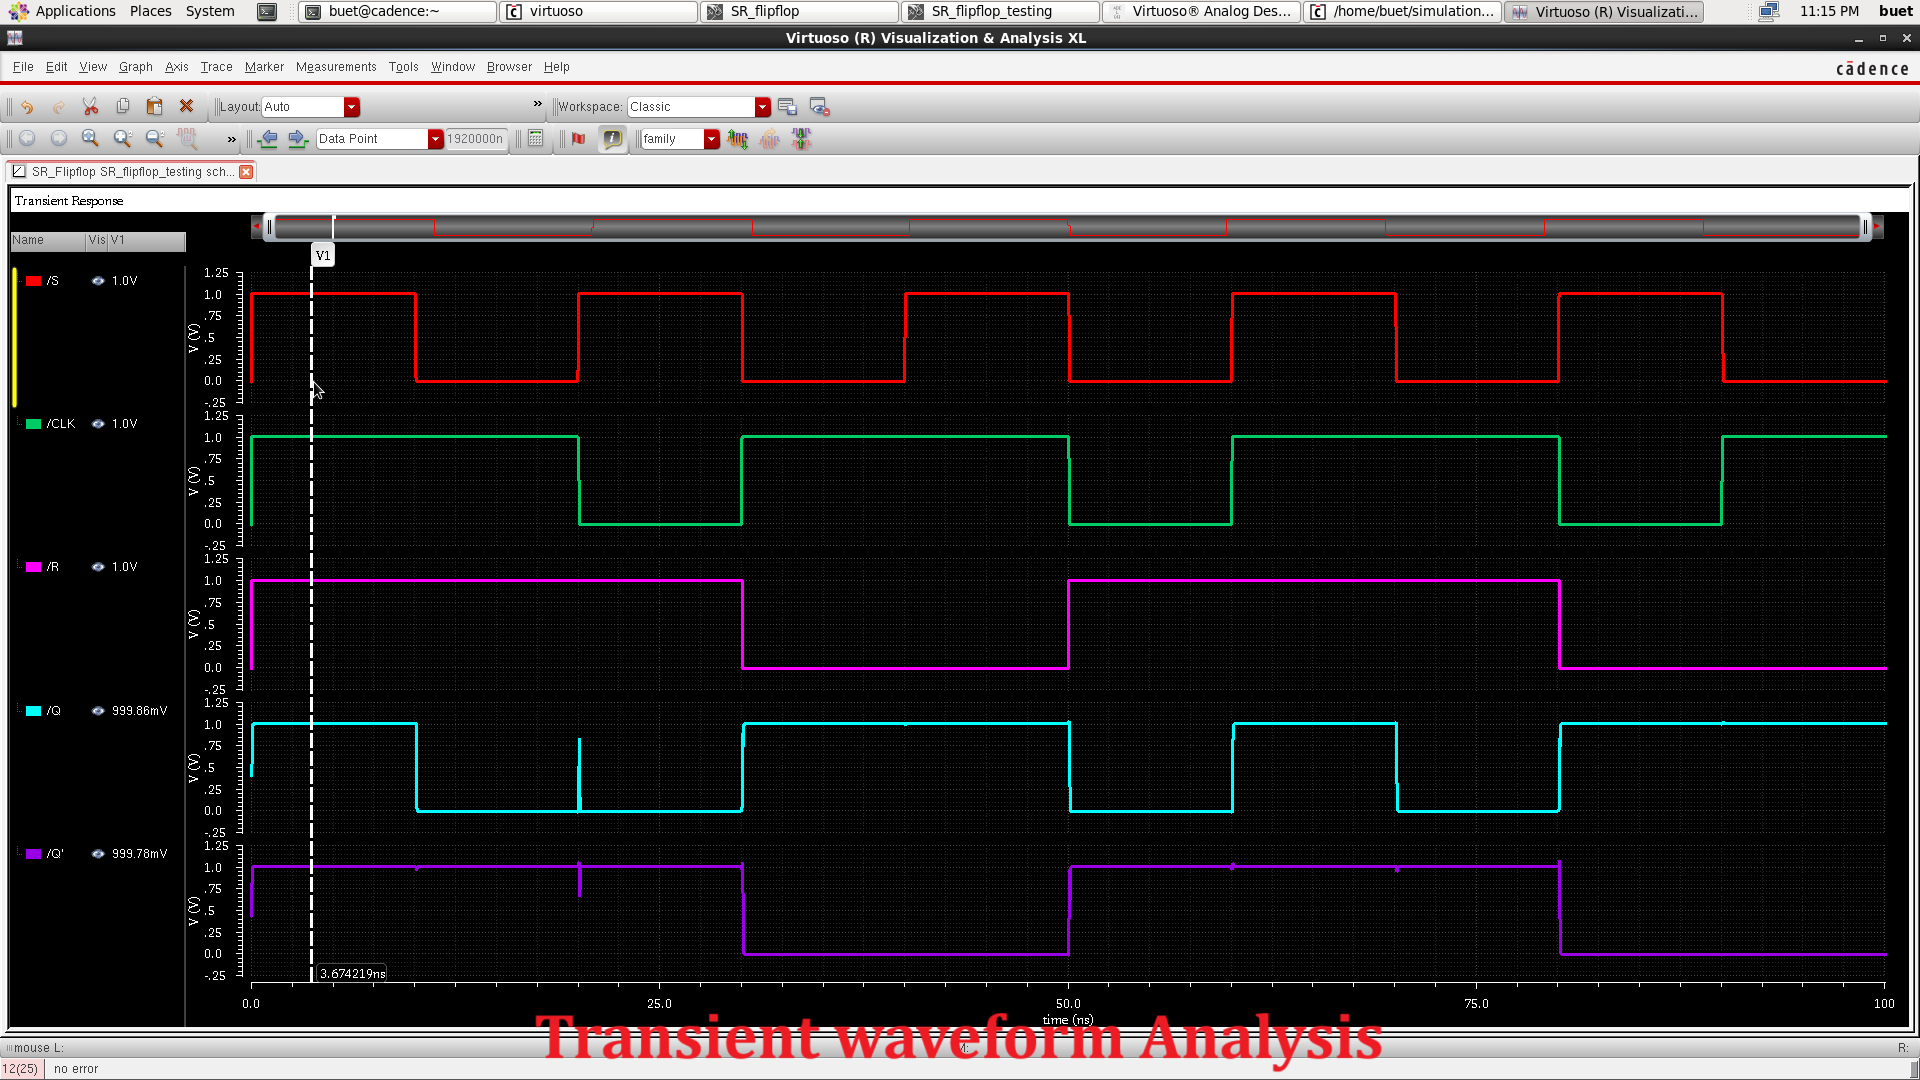 Applications Places System buet@cadence:~ virtuoso SR_flipflop SR_flipflop_testing Virtuoso® Analog Des... /home/buet/simulation... Virtuoso (R) Visualizati... 11:15 PM buet
Virtuoso (R) Visualization & Analysis XL
File Edit View Graph Axis Trace Marker Measurements Tools Window Browser Help cādence
Layout: Auto » Workspace: Classic
» Data Point 1920000n family
SR_Flipflop SR_flipflop_testing sch...
Transient Response
Name Vis V1
V1
/S 1.0V
V (V)
1.25
1.0
.75
.5
.25
0.0
-.25
/CLK 1.0V
V (V)
1.25
1.0
.75
.5
.25
0.0
-.25
/R 1.0V
V (V)
1.25
1.0
.75
.5
.25
0.0
-.25
/Q 999.86mV
V (V)
1.25
1.0
.75
.5
.25
0.0
-.25
/Q' 999.78mV
V (V)
1.25
1.0
.75
.5
.25
0.0
-.25
3.674219ns
0.0 25.0 50.0 75.0 100
time (ns)
Transient waveform Analysis
mouse L: M: R:
12(25) no error